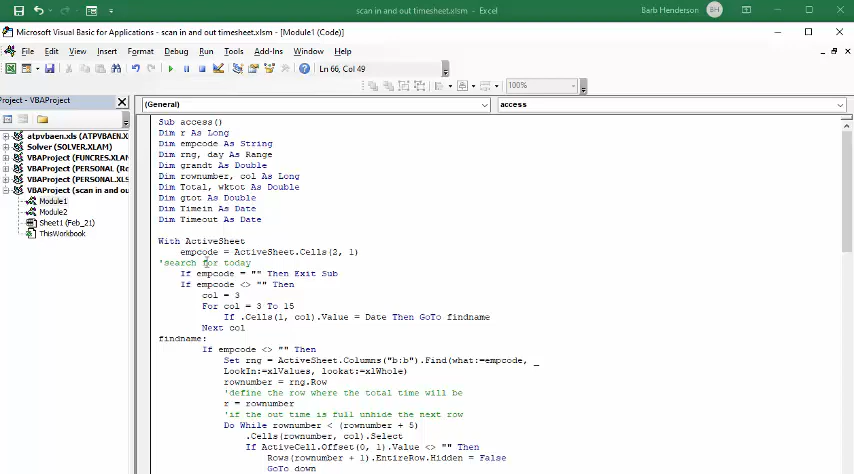 scan in and out timesheet.xlsm - Excel
Barb Henderson
BH
Microsoft Visual Basic for Applications - scan in and out timesheet.xlsm - [Module1 (Code)]
File Edit View Insert Format Debug Run Tools Add-Ins Window Help
Ln 66, Col 49
100%
Project - VBAProject
(General)
access
atpvbaen.xls (ATPVBAEN.X
Solver (SOLVER.XLAM)
VBAProject (FUNCRES.XLAM)
VBAProject (PERSONAL (Re
VBAProject (PERSONAL.XLS
VBAProject (scan in and ou
Module1
Module2
Sheet1 (Feb_21)
ThisWorkbook
Sub access()
Dim r As Long
Dim empcode As String
Dim rng, day As Range
Dim grandt As Double
Dim rownumber, col As Long
Dim Total, wktot As Double
Dim gtot As Double
Dim Timein As Date
Dim Timeout As Date
With ActiveSheet
empcode = ActiveSheet.Cells(2, 1)
'search for today
If empcode = "" Then Exit Sub
If empcode <> "" Then
col = 3
For col = 3 To 15
If .Cells(1, col).Value = Date Then GoTo findname
Next col
findname:
If empcode <> "" Then
Set rng = ActiveSheet.Columns("b:b").Find(what:=empcode, _
LookIn:=xlValues, lookat:=xlWhole)
rownumber = rng.Row
'define the row where the total time will be
r = rownumber
'if the out time is full unhide the next row
Do While rownumber < (rownumber + 5)
.Cells(rownumber, col).Select
If ActiveCell.Offset(0, 1).Value <> "" Then
Rows(rownumber + 1).EntireRow.Hidden = False
GoTo down